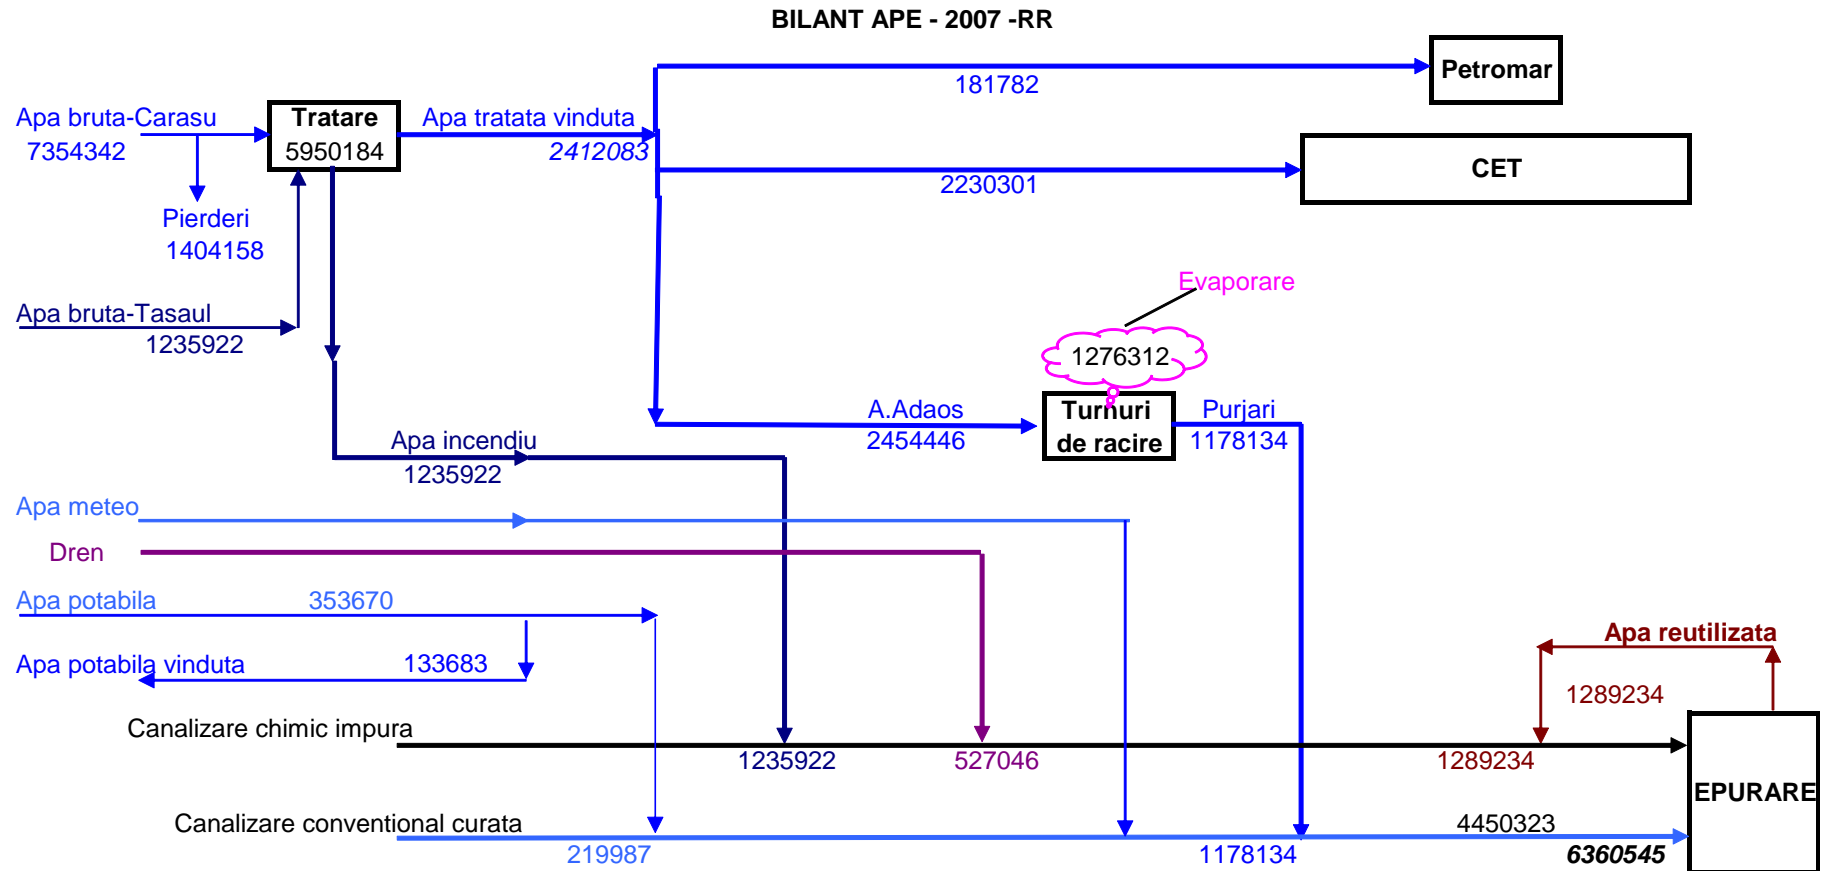 BILANT APE - 2007 -RR
Petromar
181782
Apa bruta-Carasu
7354342
Tratare
5950184
Apa tratata vinduta
2412083
CET
2230301
Pierderi
1404158
Evaporare
Apa bruta-Tasaul
1235922
1276312
A.Adaos
2454446
Turnuri
de racire
Purjari
1178134
Apa incendiu
1235922
Apa meteo
Dren
Apa potabila
353670
Apa reutilizata
Apa potabila vinduta
133683
1289234
Canalizare chimic impura
1235922
527046
1289234
EPURARE
Canalizare conventional curata
4450323
219987
1178134
6360545